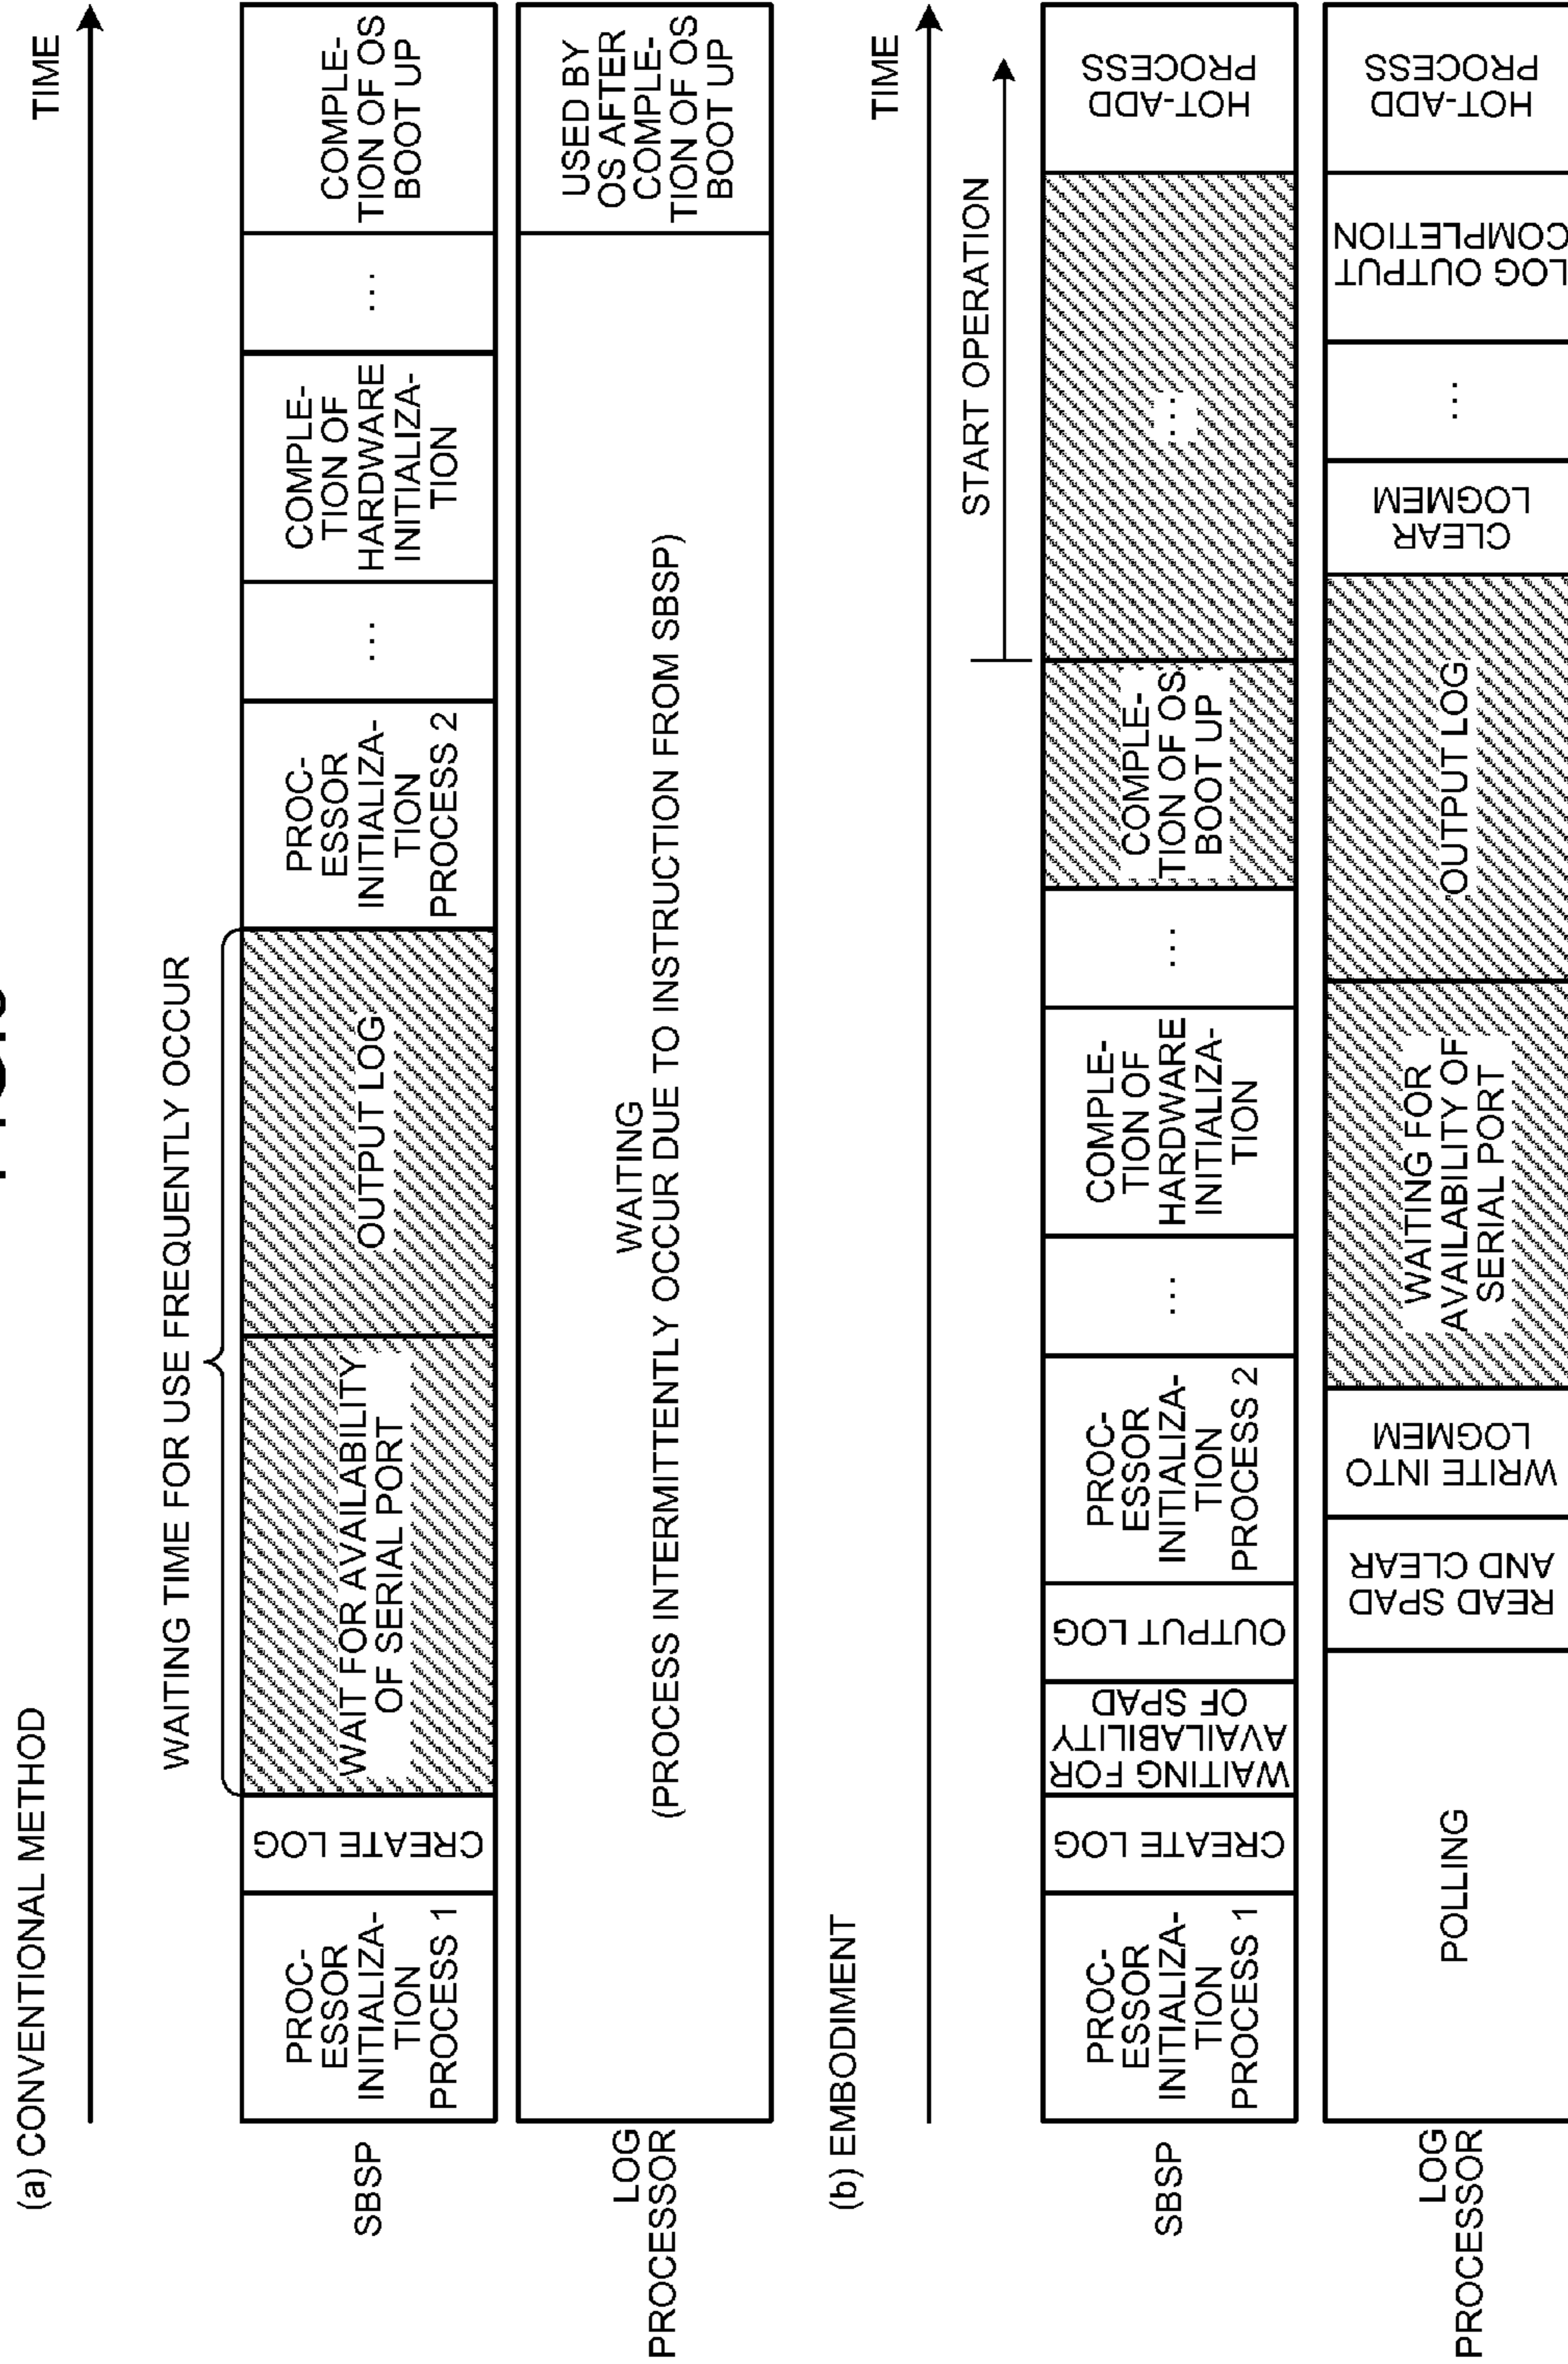 (a) CONVENTIONAL METHOD
TIME
WAITING TIME FOR USE FREQUENTLY OCCUR
SBSP
PROC-
ESSOR
INITIALIZA-
TION
PROCESS 1
CREATE LOG
WAIT FOR AVAILABILITY
OF SERIAL PORT
OUTPUT LOG
PROC-
ESSOR
INITIALIZA-
TION
PROCESS 2
...
COMPLE-
TION OF
HARDWARE
INITIALIZA-
TION
...
COMPLE-
TION OF OS
BOOT UP
LOG
PROCESSOR
WAITING
(PROCESS INTERMITTENTLY OCCUR DUE TO INSTRUCTION FROM SBSP)
USED BY
OS AFTER
COMPLE-
TION OF OS
BOOT UP
(b) EMBODIMENT
TIME
START OPERATION
SBSP
PROC-
ESSOR
INITIALIZA-
TION
PROCESS 1
CREATE LOG
WAITING FOR
AVAILABILITY
OF SPAD
OUTPUT LOG
PROC-
ESSOR
INITIALIZA-
TION
PROCESS 2
...
COMPLE-
TION OF
HARDWARE
INITIALIZA-
TION
...
COMPLE-
TION OF OS
BOOT UP
...
HOT-ADD
PROCESS
LOG
PROCESSOR
POLLING
READ SPAD
AND CLEAR
WRITE INTO
LOGMEM
WAITING FOR
AVAILABILITY OF
SERIAL PORT
OUTPUT LOG
CLEAR
LOGMEM
...
LOG OUTPUT
COMPLETION
HOT-ADD
PROCESS